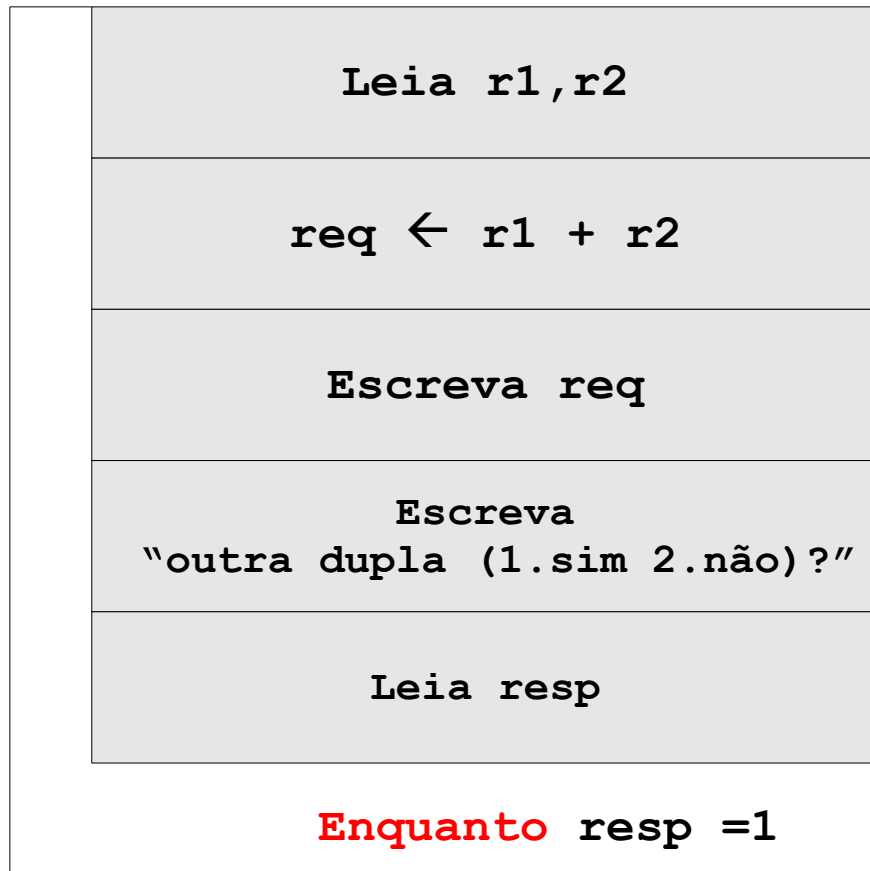 Leia r1,r2
req ← r1 + r2
Escreva req
Escreva
“outra dupla (1.sim 2.não)?”
Leia resp
Enquanto resp =1